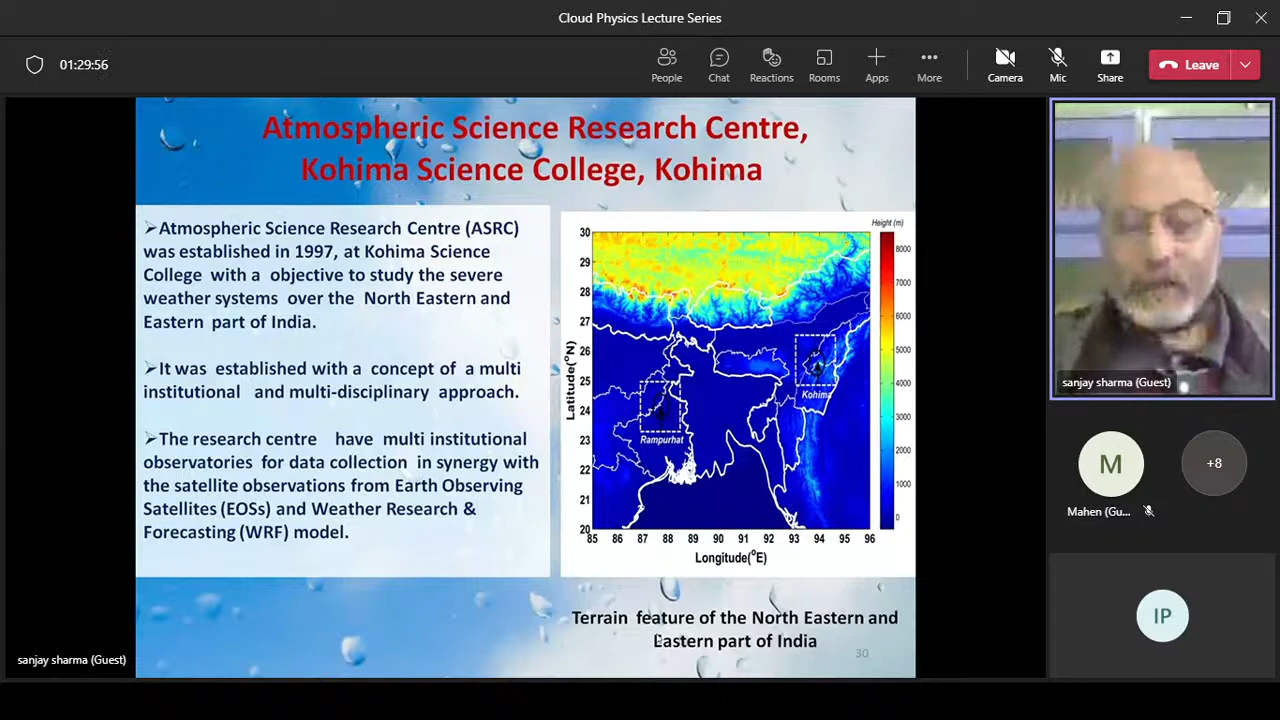 Cloud Physics Lecture Series
01:29:56
People
Chat
Reactions
Rooms
Apps
More
Camera
Mic
Share
Leave
Atmospheric Science Research Centre,
Kohima Science College, Kohima
➢Atmospheric Science Research Centre (ASRC)
was established in 1997, at Kohima Science
College with a objective to study the severe
weather systems over the North Eastern and
Eastern part of India.
➢It was established with a concept of a multi
institutional and multi-disciplinary approach.
➢The research centre have multi institutional
observatories for data collection in synergy with
the satellite observations from Earth Observing
Satellites (EOSs) and Weather Research &
Forecasting (WRF) model.
Height (m)
8000
7000
6000
5000
4000
3000
2000
1000
0
30
29
28
27
26
25
24
23
22
21
20
Latitude(°N)
Kohima
Rampurhat
85 86 87 88 89 90 91 92 93 94 95 96
Longitude(°E)
Terrain feature of the North Eastern and
Eastern part of India
30
sanjay sharma (Guest)
sanjay sharma (Guest)
M
+8
Mahen (Gu...
IP